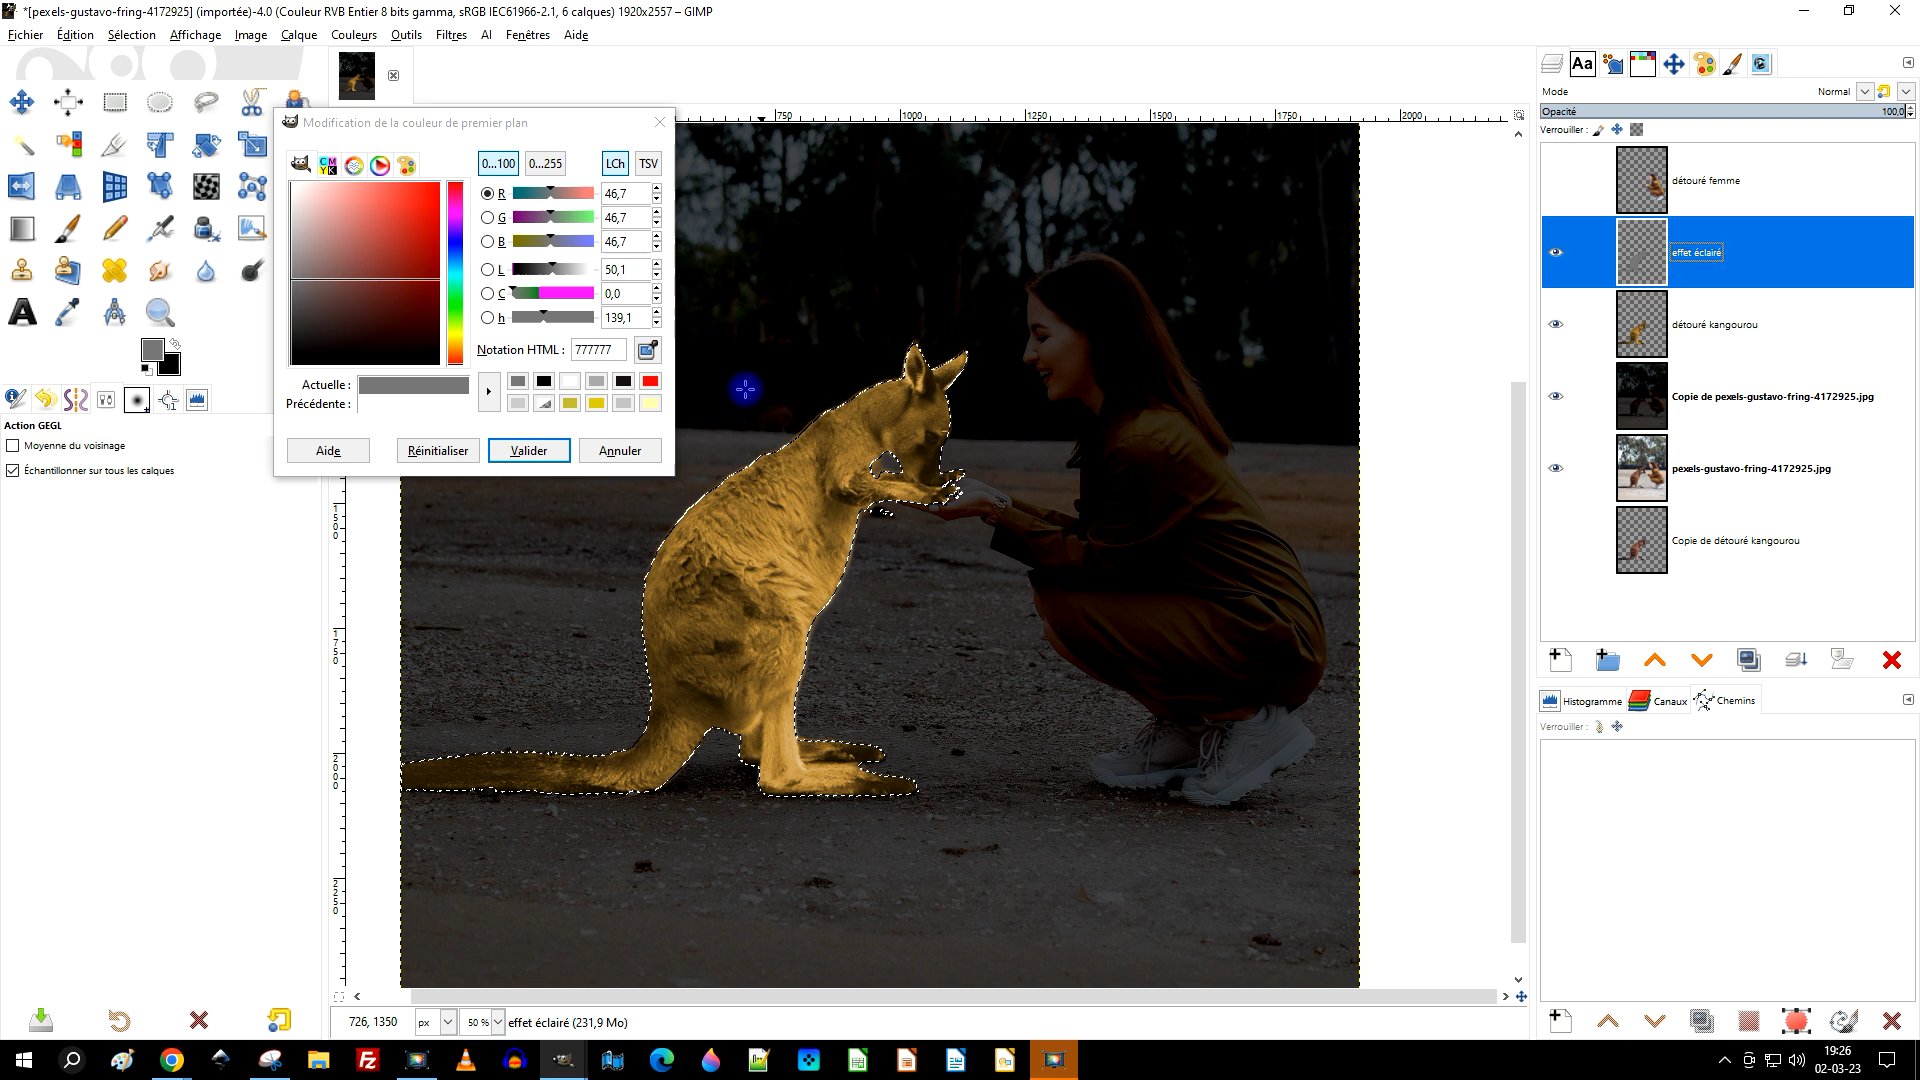 *[pexels-gustavo-fring-4172925] (importée)-4.0 (Couleur RVB Entier 8 bits gamma, sRGB IEC61966-2.1, 6 calques) 1920x2557 – GIMP
Fichier Édition Sélection Affichage Image Calque Couleurs Outils Filtres AI Fenêtres Aide
Modification de la couleur de premier plan
0...100 0...255 LCh TSV
R 46,7
G 46,7
B 46,7
L 50,1
C 0,0
h 139,1
Notation HTML : 777777
Actuelle :
Précédente :
Aide Réinitialiser Valider Annuler
Action GEGL
Moyenne du voisinage
Échantillonner sur tous les calques
750 1000 1250 1500 1750 2000
1500
1750
2000
2250
726, 1350 px 50 % effet éclairé (231,9 Mo)
Aa
Mode Normal
Opacité 100,0
Verrouiller :
détouré femme
effet éclairé
détouré kangourou
Copie de pexels-gustavo-fring-4172925.jpg
pexels-gustavo-fring-4172925.jpg
Copie de détouré kangourou
Histogramme Canaux Chemins
Verrouiller :
19:26
02-03-23